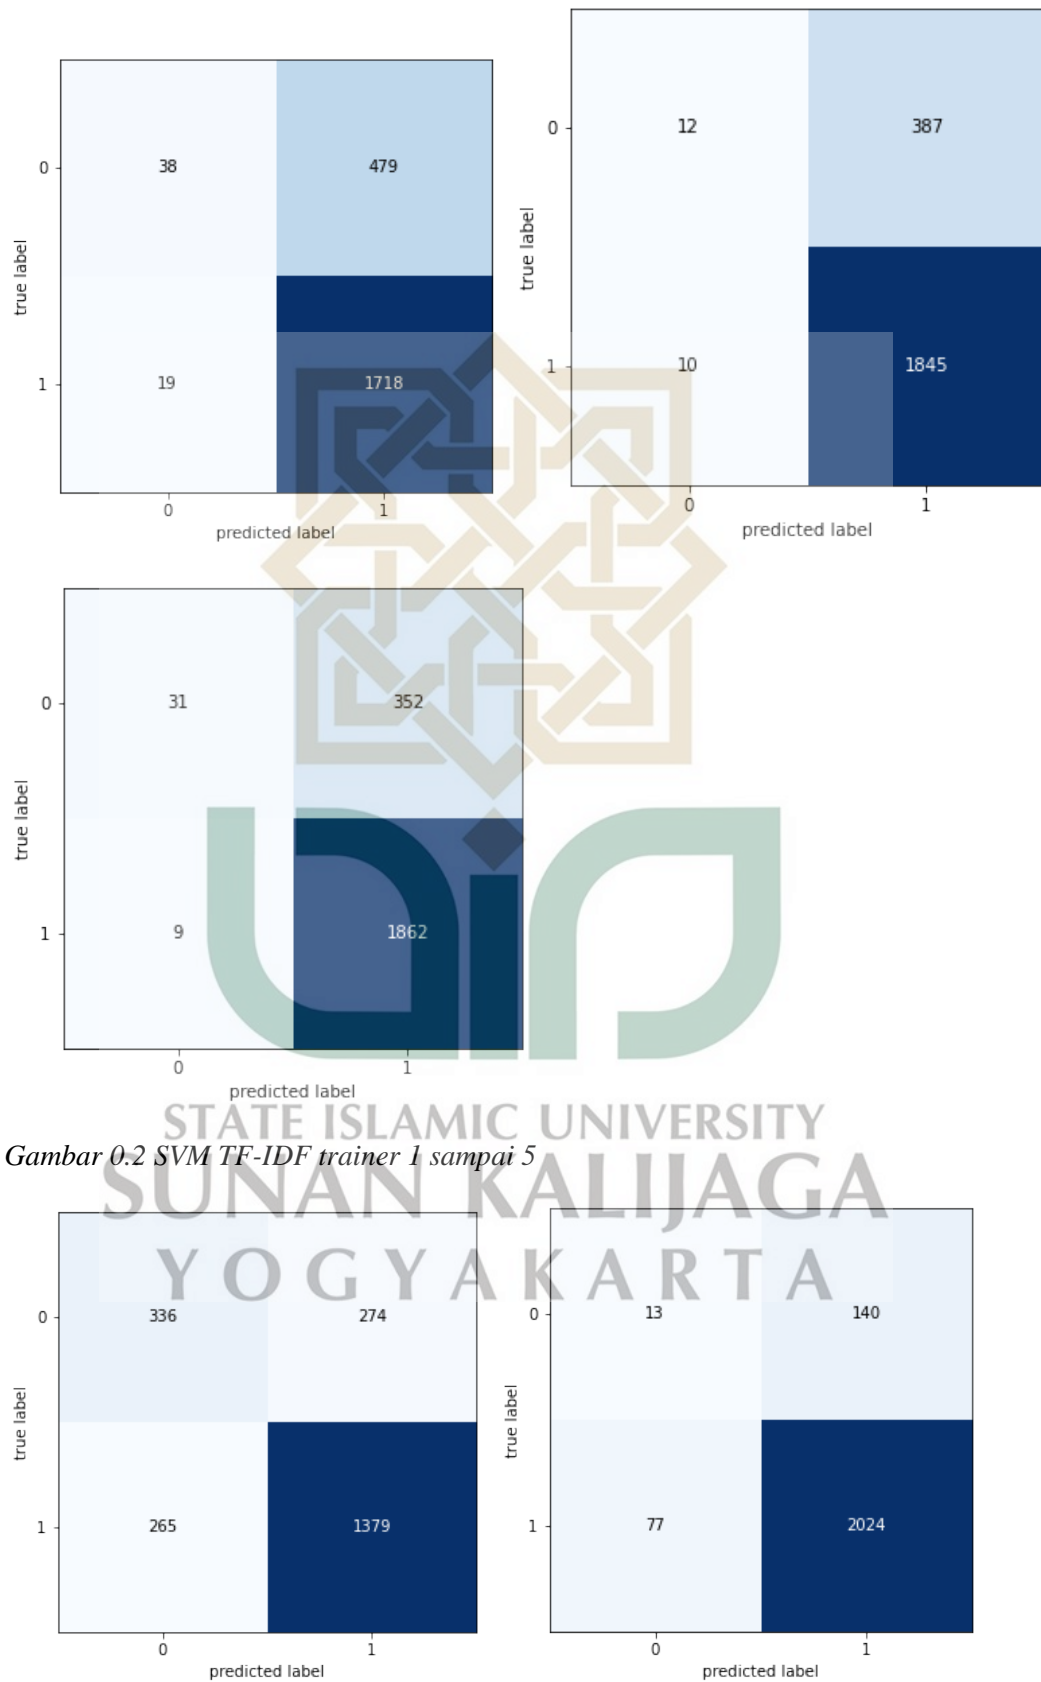 true label
0
38
479
1
19
1718
0
1
predicted label
true label
0
12
387
1
10
1845
0
1
predicted label
true label
0
31
352
1
9
1862
0
1
predicted label
STATE ISLAMIC UNIVERSITY
Gambar 0.2 SVM TF-IDF trainer 1 sampai 5
SUNAN KALIJAGA
YOGYAKARTA
true label
0
336
274
1
265
1379
0
1
predicted label
true label
0
13
140
1
77
2024
0
1
predicted label